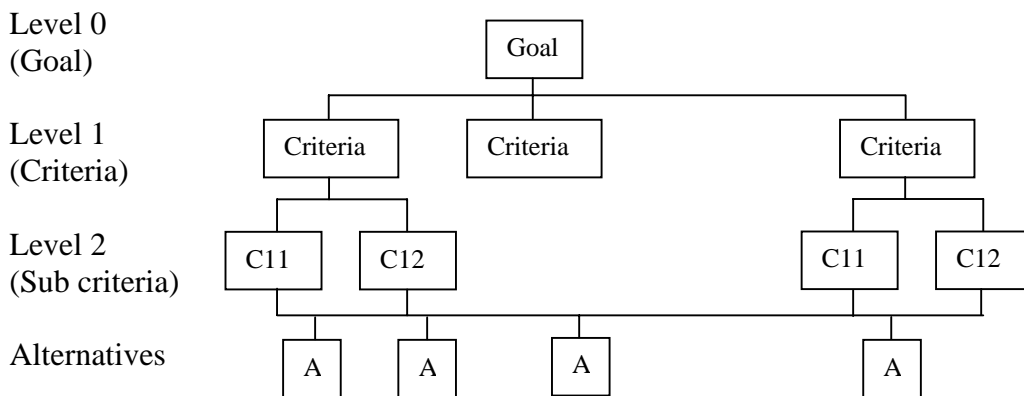 Level 0
(Goal)
Goal
Level 1
(Criteria)
Criteria
Criteria
Criteria
Level 2
(Sub criteria)
C11
C12
C11
C12
Alternatives
A
A
A
A